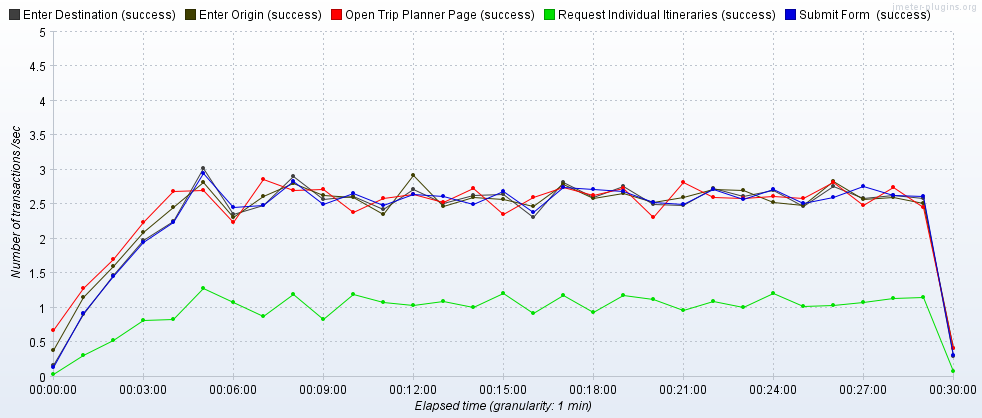 jmeter-plugins.org
Enter Destination (success) Enter Origin (success) Open Trip Planner Page (success) Request Individual Itineraries (success) Submit Form  (success)
5
4.5
4
3.5
3
2.5
2
1.5
1
0.5
0
Number of transactions /sec
00:00:00 00:03:00 00:06:00 00:09:00 00:12:00 00:15:00 00:18:00 00:21:00 00:24:00 00:27:00 00:30:00
Elapsed time (granularity: 1 min)